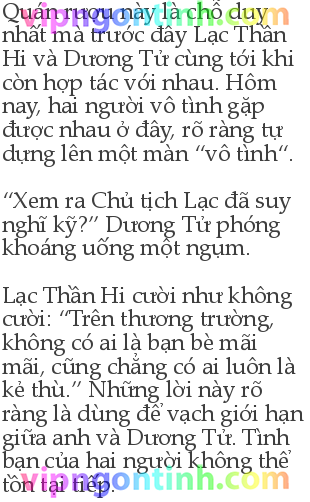 Quán rượu này là chỗ duy
nhất mà trước đây Lạc Thần
Hi và Dương Tử cùng tới khi
còn hợp tác với nhau. Hôm
nay, hai người vô tình gặp
được nhau ở đây, rõ ràng tự
dựng lên một màn “vô tình“.
“Xem ra Chủ tịch Lạc đã suy
nghĩ kỹ?” Dương Tử phóng
khoáng uống một ngụm.
Lạc Thần Hi cười như không
cười: “Trên thương trường,
không có ai là bạn bè mãi
mãi, cũng chẳng có ai luôn là
kẻ thù.” Những lời này rõ
ràng là dùng để vạch giới hạn
giữa anh và Dương Tử. Tình
bạn của hai người không thể
tồn tại tiếp.
vipngontinh.com
vipngontinh.com